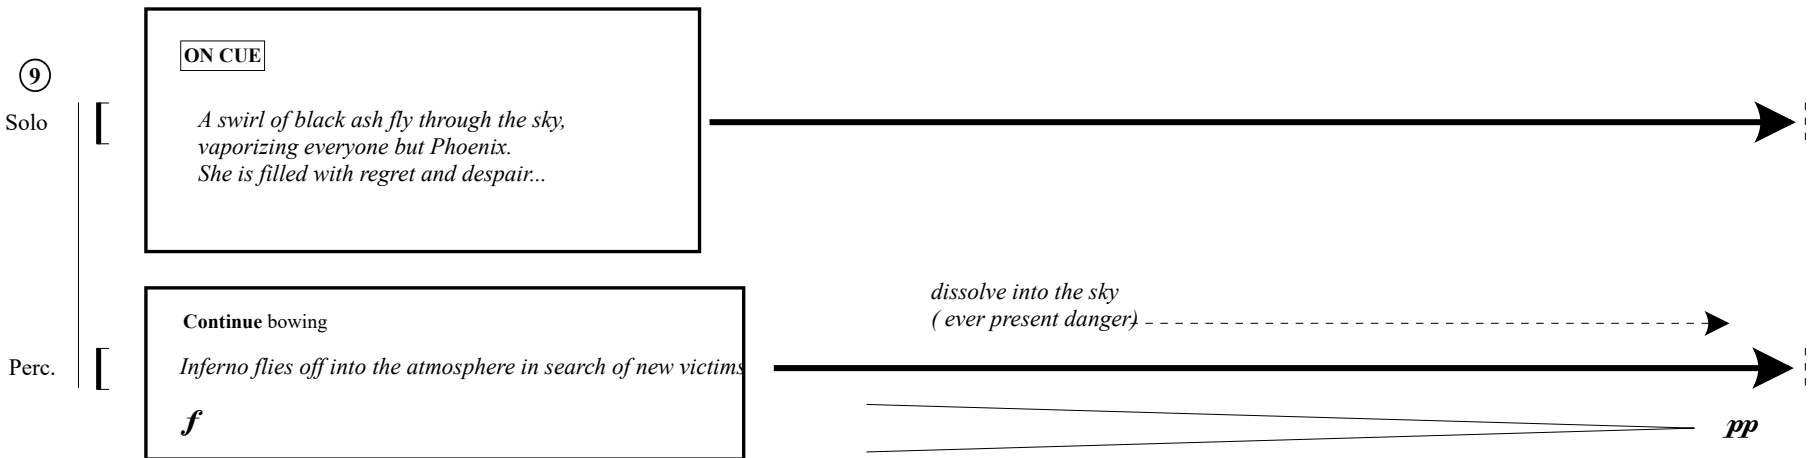 9
ON CUE
Solo
A swirl of black ash fly through the sky,
vaporizing everyone but Phoenix.
She is filled with regret and despair...
dissolve into the sky
( ever present danger)
Continue bowing
Perc.
Inferno flies off into the atmosphere in search of new victims
f
pp